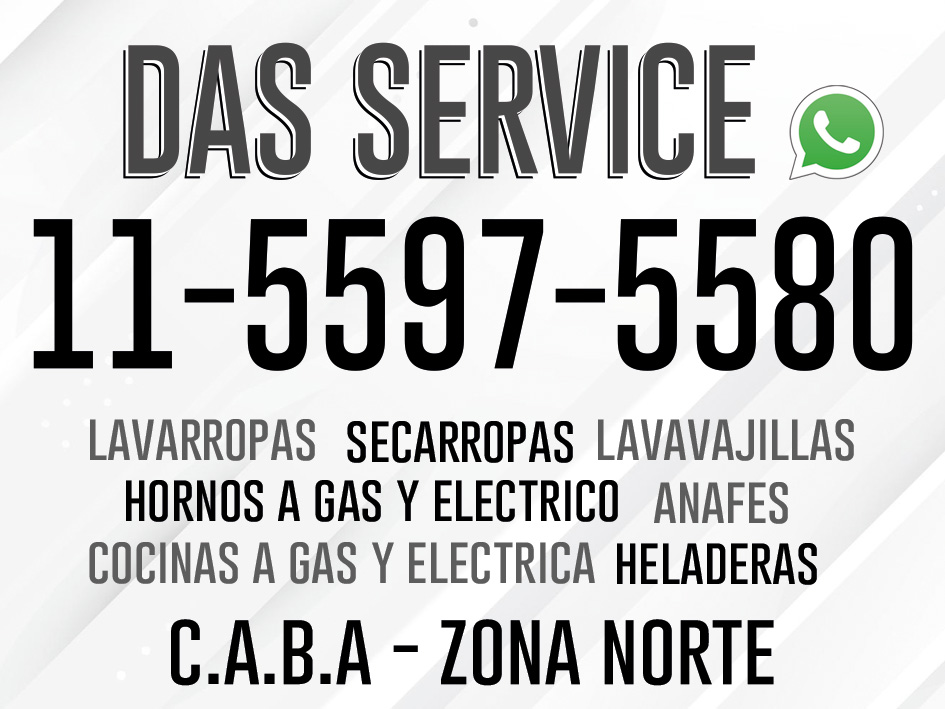 DAS SERVICE
11-5597-5580
LAVARROPAS SECARROPAS LAVAVAJILLAS
HORNOS A GAS Y ELECTRICO ANAFES
COCINAS A GAS Y ELECTRICA HELADERAS
C.A.B.A - ZONA NORTE